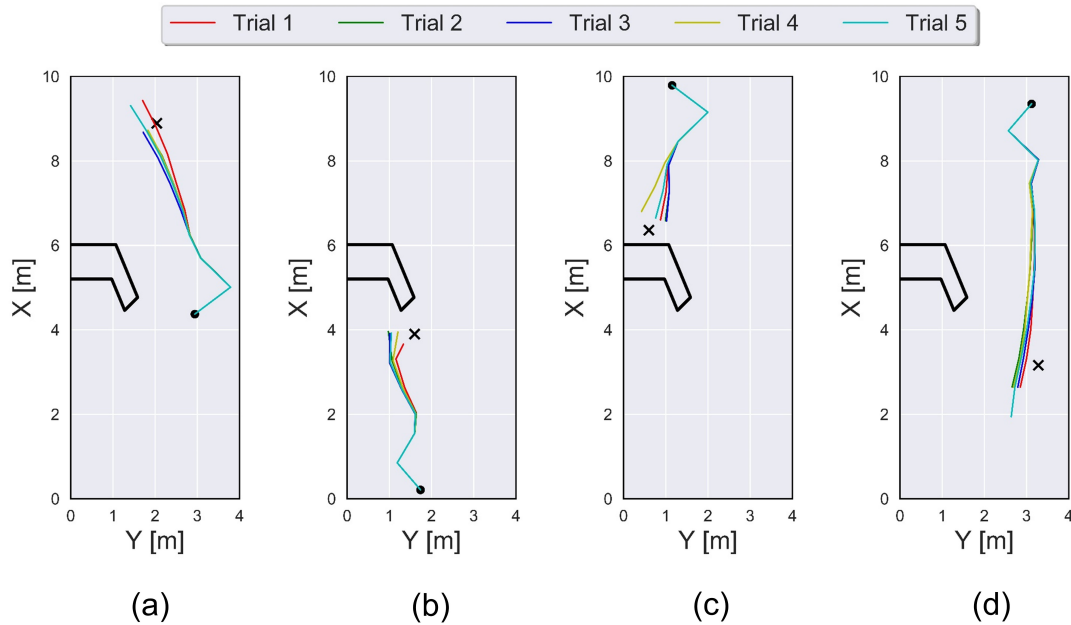 Trial 1 Trial 2 Trial 3 Trial 4 Trial 5
10 10 10 10
8 8 8 8
6 6 6 6
X [m] X [m] X [m] X [m]
4 4 4 4
2 2 2 2
0 0 0 0
0 1 2 3 4 0 1 2 3 4 0 1 2 3 4 0 1 2 3 4
Y [m] Y [m] Y [m] Y [m]
(a) (b) (c) (d)